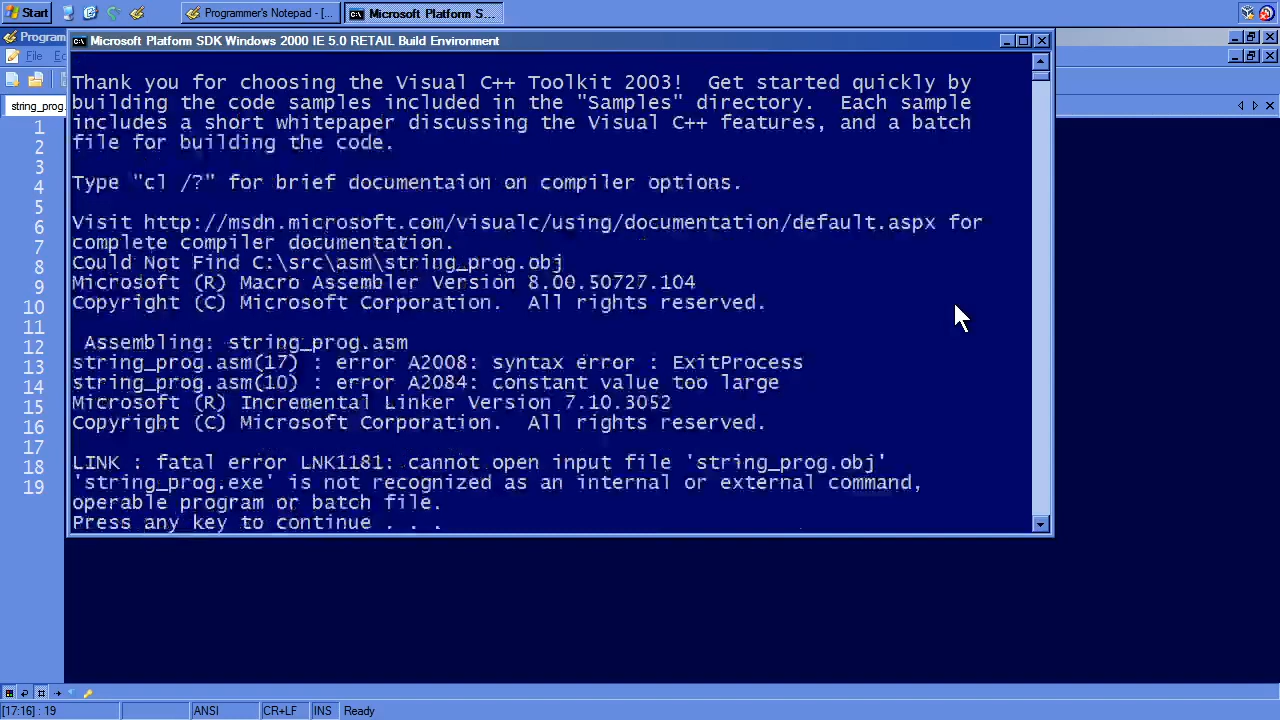 Start
Programmer's Notepad - [...
Microsoft Platform S...
Program
Microsoft Platform SDK Windows 2000 IE 5.0 RETAIL Build Environment
File
string_prog.
1
2
3
4
5
6
7
8
9
10
11
12
13
14
15
16
17
18
19
Thank you for choosing the Visual C++ Toolkit 2003!  Get started quickly by
building the code samples included in the "Samples" directory.  Each sample
includes a short whitepaper discussing the Visual C++ features, and a batch
file for building the code.
Type "cl /?" for brief documentaion on compiler options.
Visit http://msdn.microsoft.com/visualc/using/documentation/default.aspx for
complete compiler documentation.
Could Not Find C:\src\asm\string_prog.obj
Microsoft (R) Macro Assembler Version 8.00.50727.104
Copyright (C) Microsoft Corporation.  All rights reserved.
Assembling: string_prog.asm
string_prog.asm(17) : error A2008: syntax error : ExitProcess
string_prog.asm(10) : error A2084: constant value too large
Microsoft (R) Incremental Linker Version 7.10.3052
Copyright (C) Microsoft Corporation.  All rights reserved.
LINK : fatal error LNK1181: cannot open input file 'string_prog.obj'
'string_prog.exe' is not recognized as an internal or external command,
operable program or batch file.
Press any key to continue . . .
[17:16] : 19
ANSI
CR+LF
INS
Ready